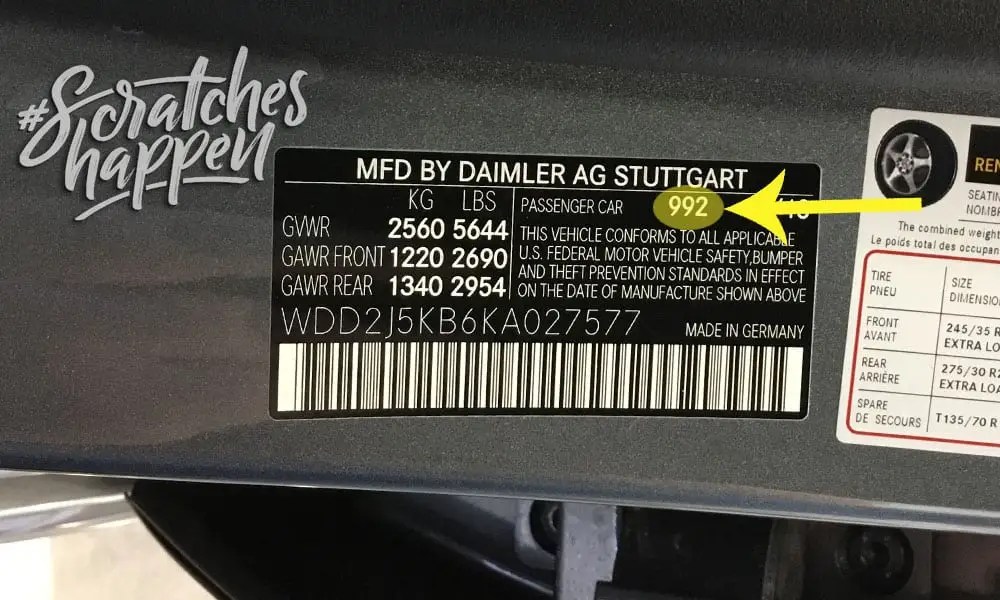 #Scratches
happen
MFD BY DAIMLER AG STUTTGART
KG LBS
GVWR 2560 5644
GAWR FRONT 1220 2690
GAWR REAR 1340 2954
PASSENGER CAR 992
THIS VEHICLE CONFORMS TO ALL APPLICABLE
U.S. FEDERAL MOTOR VEHICLE SAFETY,BUMPER
AND THEFT PREVENTION STANDARDS IN EFFECT
ON THE DATE OF MANUFACTURE SHOWN ABOVE
WDD2J5KB6KA027577
MADE IN GERMANY
The combined weight
Le poids total des
TIRE
PNEU
SIZE
FRONT
AVANT
245/35 R
EXTRA
REAR
ARRIÈRE
275/30
EXTRA
SPARE
DE SECOURS
T135/70 R